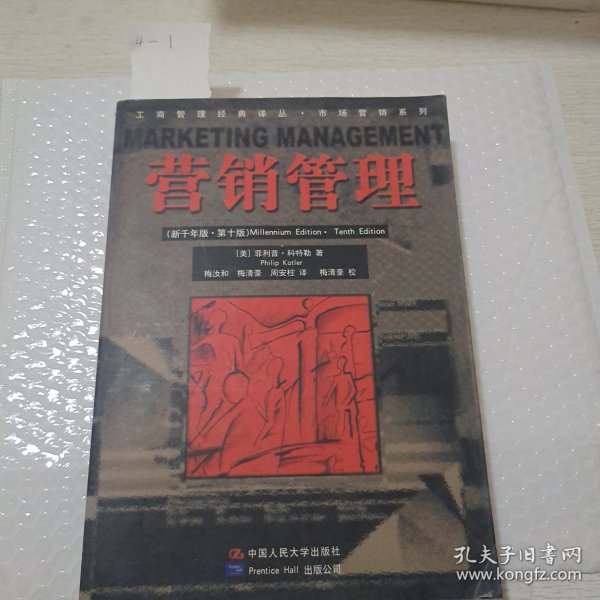 4-1
工商管理经典译丛·市场营销系列
MARKETING MANAGEMENT
营销管理
(新千年版·第十版)Millennium Edition· Tenth Edition
[美] 菲利普·科特勒 著
Philip Kotler
梅汝和 梅清豪 周安柱 译 梅清豪 校
中国人民大学出版社
Prentice Hall 出版公司
孔夫子旧书网
www.kongfz.com